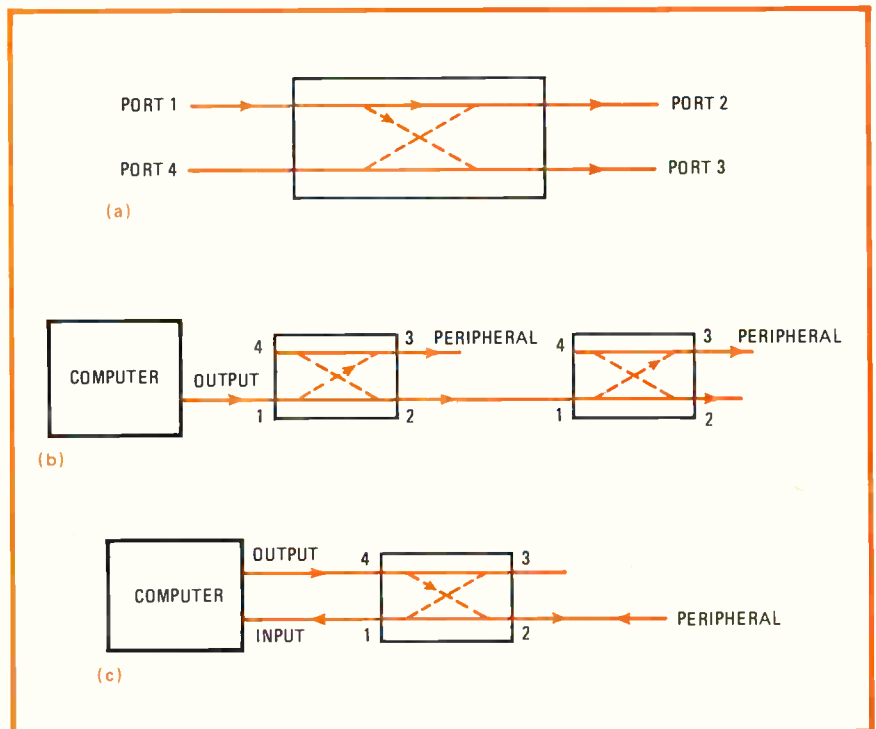 PORT 1
PORT 2
PORT 4
PORT 3
(a)
4
3
PERIPHERAL
4
3
PERIPHERAL
COMPUTER
OUTPUT
1
2
1
2
(b)
OUTPUT
4
3
COMPUTER
INPUT
1
2
PERIPHERAL
(c)